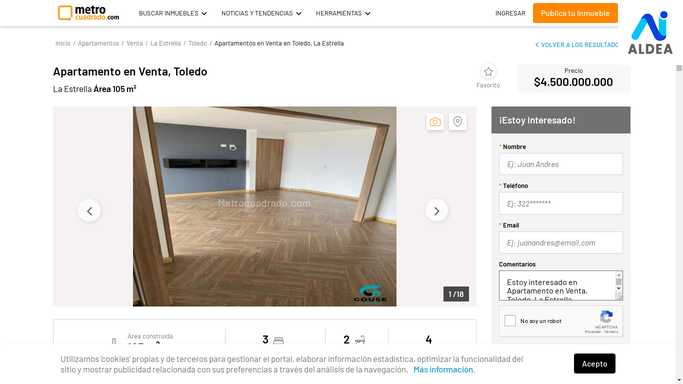 metro
cuadrado.com
BUSCAR INMUEBLES
NOTICIAS Y TENDENCIAS
HERRAMIENTAS
INGRESAR
Publica tu Inmueble
AI
ALDEA
Inicio / Apartamentos / Venta / La Estrella / Toledo / Apartamentos en Venta en Toledo, La Estrella
< VOLVER A LOS RESULTADO
Apartamento en Venta, Toledo
La Estrella Área 105 m²
Favorito
Precio
$4.500.000.000
Metrocuadrado.com
GOUSE
1 / 18
¡Estoy Interesado!
* Nombre
Ej: Juan Andres
* Teléfono
Ej: 322*******
* Email
Ej: juanandres@email.com
Comentarios
Estoy interesado en
Apartamento en Venta,
Toledo, La Estrella
No soy un robot
reCAPTCHA
Privacidad - Términos
Área construida
3
2
4
Utilizamos 'cookies' propias y de terceros para gestionar el portal, elaborar información estadística, optimizar la funcionalidad del
sitio y mostrar publicidad relacionada con sus preferencias a través del análisis de la navegación. Más información.
Acepto